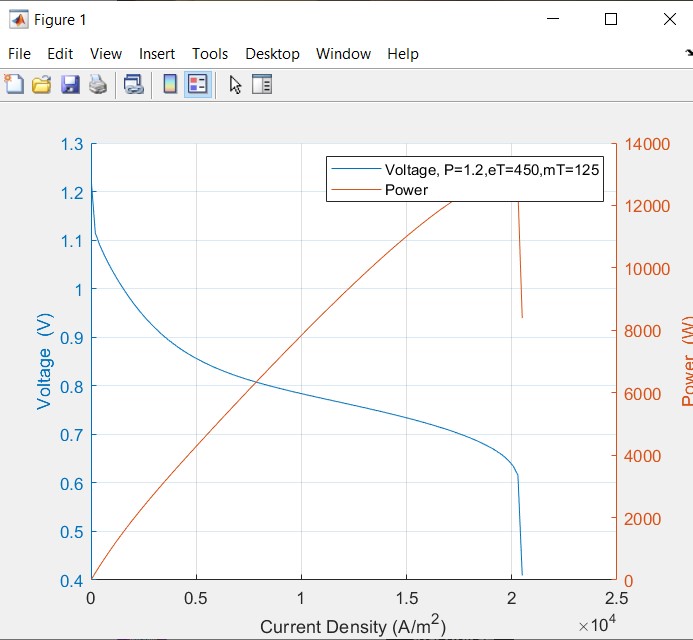 Figure 1
File Edit View Insert Tools Desktop Window Help
1.3
1.2
1.1
1
0.9
0.8
0.7
0.6
0.5
0.4
Voltage (V)
Voltage, P=1.2,eT=450,mT=125
Power
14000
12000
10000
8000
6000
4000
2000
0
Power (W)
0 0.5 1 1.5 2 2.5
Current Density (A/m²)
×10⁴